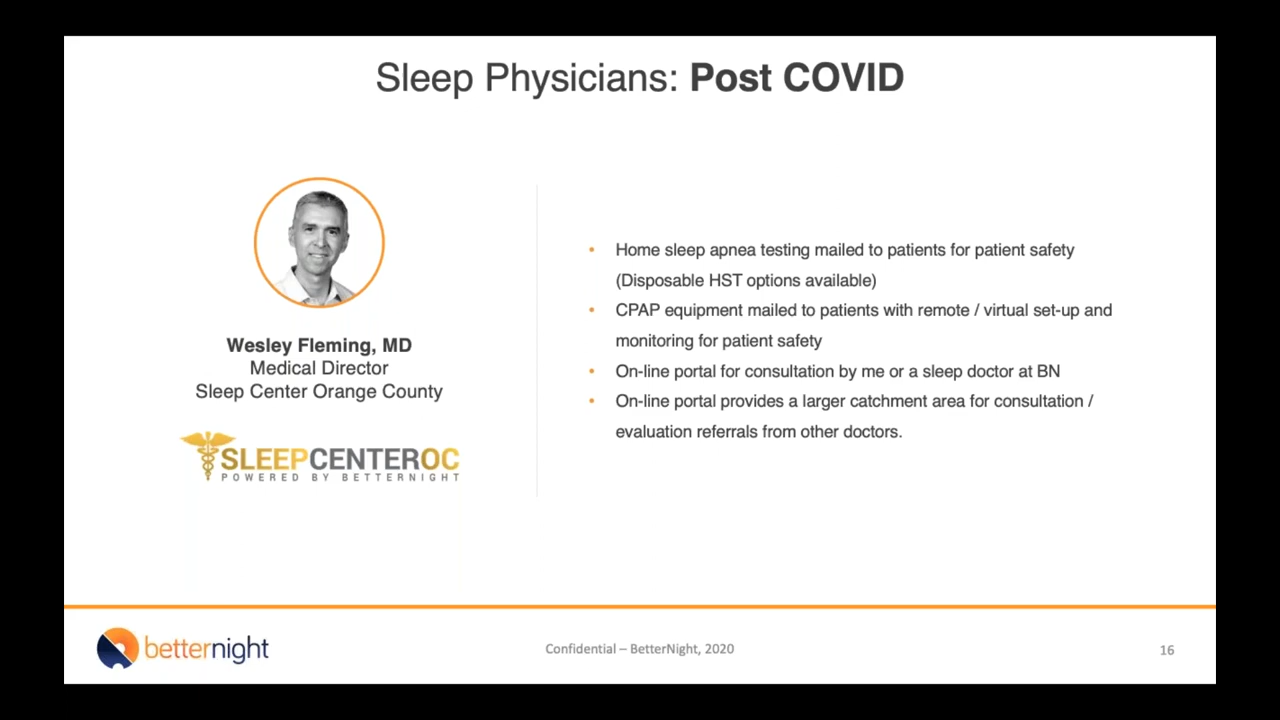 Sleep Physicians: Post COVID
Wesley Fleming, MD
Medical Director
Sleep Center Orange County
SLEEPCENTEROC
POWERED BY BETTERNIGHT
• Home sleep apnea testing mailed to patients for patient safety
(Disposable HST options available)
• CPAP equipment mailed to patients with remote / virtual set-up and
monitoring for patient safety
• On-line portal for consultation by me or a sleep doctor at BN
• On-line portal provides a larger catchment area for consultation /
evaluation referrals from other doctors.
betternight
Confidential – BetterNight, 2020
16